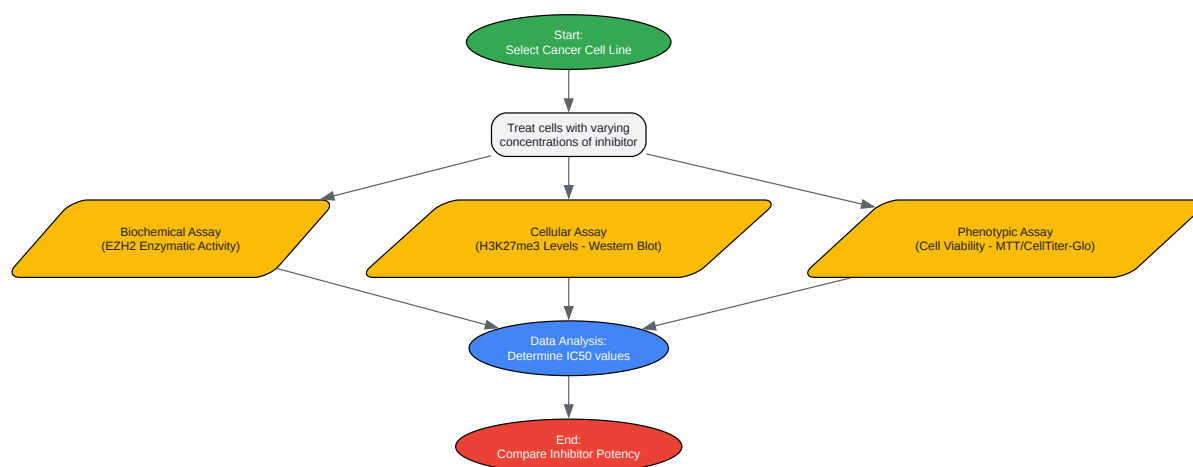 Start:
Select Cancer Cell Line
Treat cells with varying
concentrations of inhibitor
Biochemical Assay
(EZH2 Enzymatic Activity)
Cellular Assay
(H3K27me3 Levels - Western Blot)
Phenotypic Assay
(Cell Viability - MTT/CellTiter-Glo)
Data Analysis:
Determine IC50 values
End:
Compare Inhibitor Potency